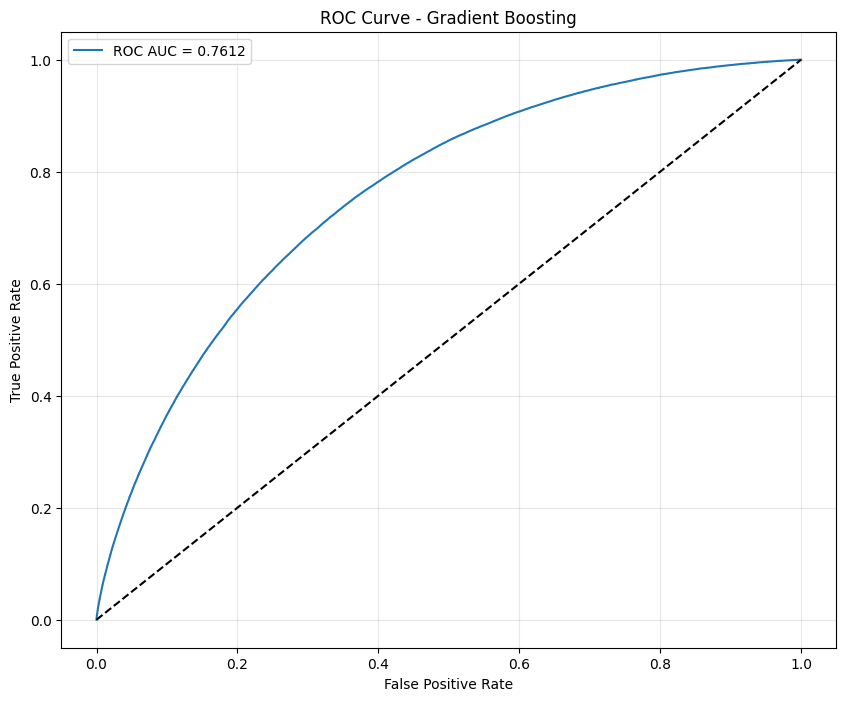 ROC Curve - Gradient Boosting
ROC AUC = 0.7612
1.0
0.8
0.6
0.4
0.2
0.0
True Positive Rate
0.0 0.2 0.4 0.6 0.8 1.0
False Positive Rate